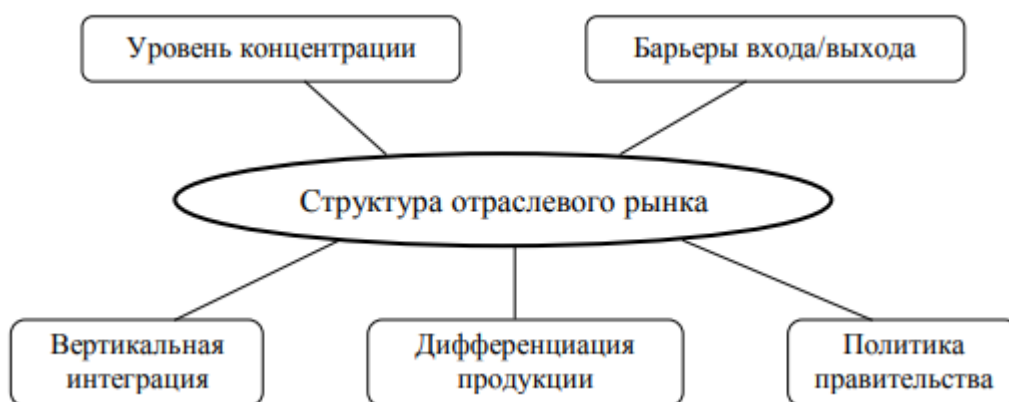 Уровень концентрации
Барьеры входа/выхода
Структура отраслевого рынка
Вертикальная
интеграция
Дифференциация
продукции
Политика
правительства